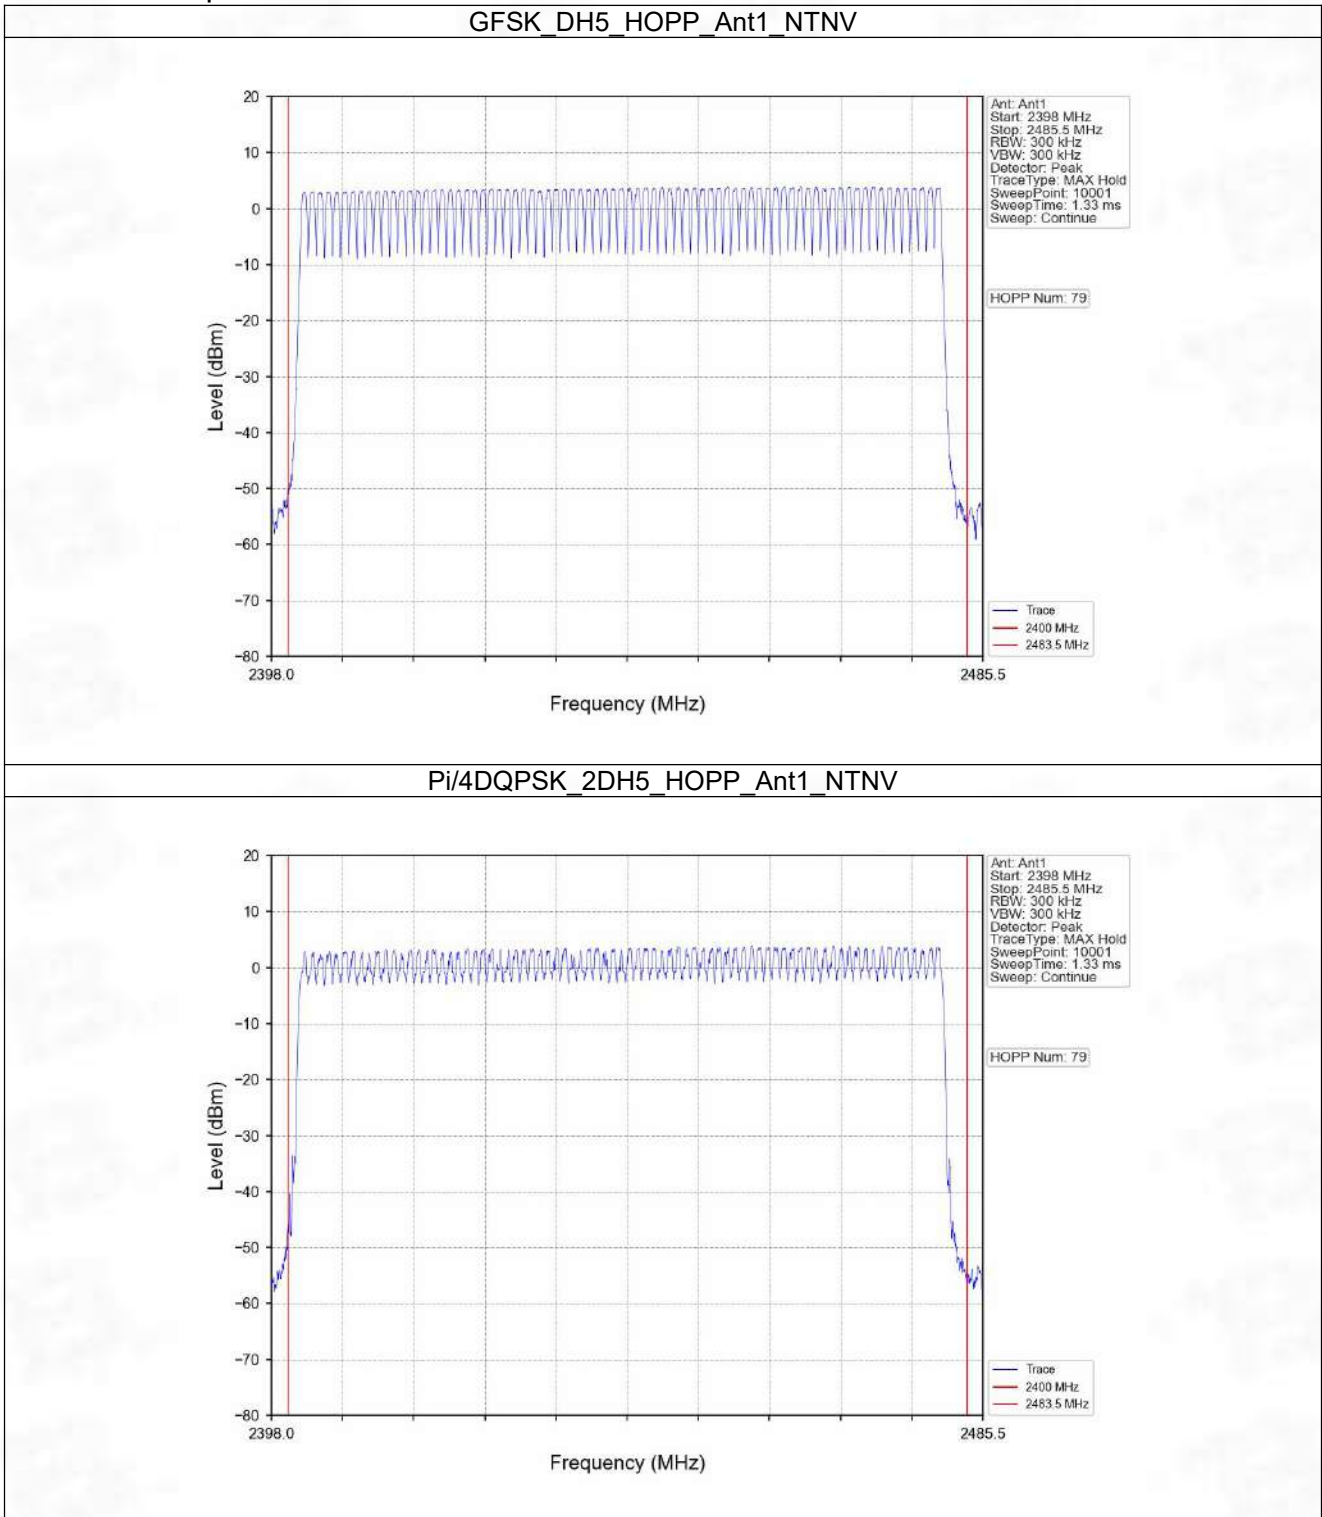 GFSK_DH5_HOPP_Ant1_NTNV
20
10
0
−10
−20
−30
−40
−50
−60
−70
−80
Level (dBm)
2398.0
2485.5
Frequency (MHz)
Ant: Ant1
Start: 2398 MHz
Stop: 2485.5 MHz
RBW: 300 kHz
VBW: 300 kHz
Detector: Peak
TraceType: MAX Hold
SweepPoint: 10001
SweepTime: 1.33 ms
Sweep: Continue
HOPP Num: 79
Trace
2400 MHz
2483.5 MHz
Pi/4DQPSK_2DH5_HOPP_Ant1_NTNV
20
10
0
−10
−20
−30
−40
−50
−60
−70
−80
Level (dBm)
2398.0
2485.5
Frequency (MHz)
Ant: Ant1
Start: 2398 MHz
Stop: 2485.5 MHz
RBW: 300 kHz
VBW: 300 kHz
Detector: Peak
TraceType: MAX Hold
SweepPoint: 10001
SweepTime: 1.33 ms
Sweep: Continue
HOPP Num: 79
Trace
2400 MHz
2483.5 MHz